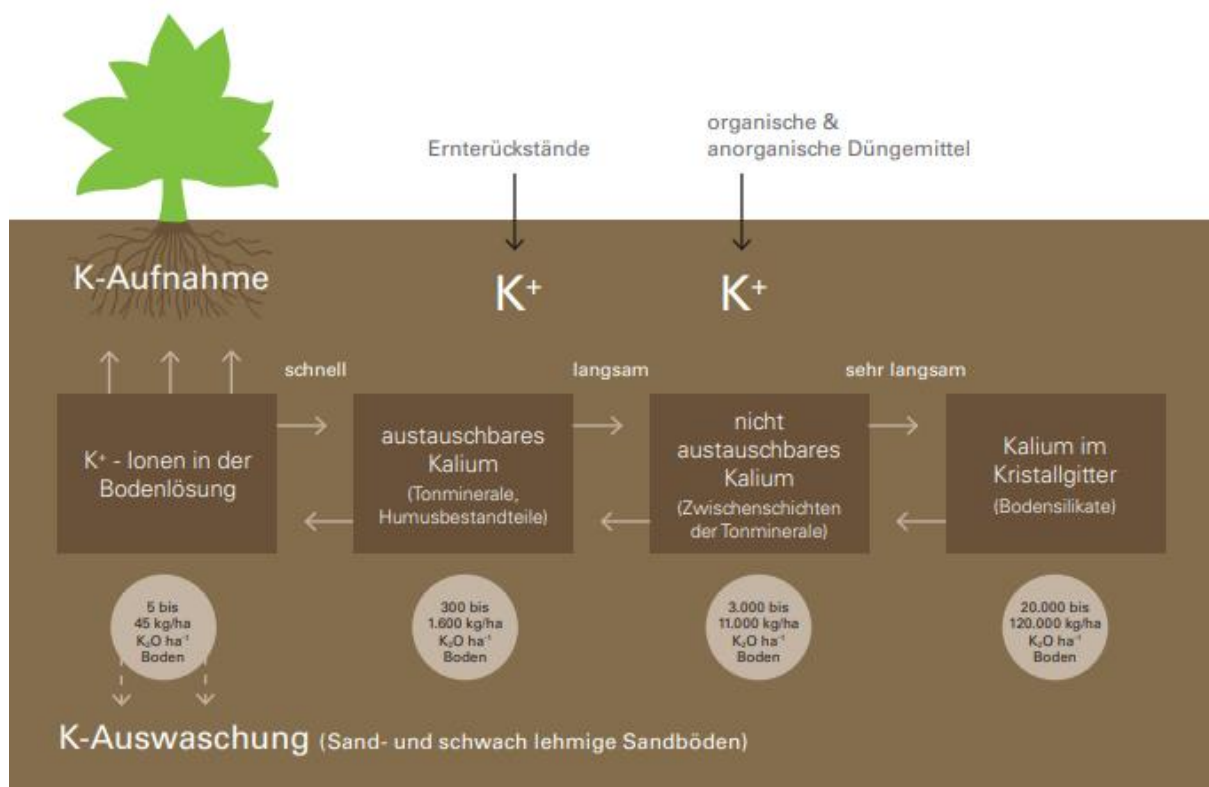 organische &
anorganische Düngemittel
Ernterückstände
K-Aufnahme
K⁺
K⁺
schnell
langsam
sehr langsam
K⁺ - Ionen in der
Bodenlösung
austauschbares
Kalium
(Tonminerale,
Humusbestandteile)
nicht
austauschbares
Kalium
(Zwischenschichten
der Tonminerale)
Kalium im
Kristallgitter
(Bodensilikate)
5 bis
45 kg/ha
K₂O ha⁻¹
Boden
300 bis
1.600 kg/ha
K₂O ha⁻¹
Boden
3.000 bis
11.000 kg/ha
K₂O ha⁻¹
Boden
20.000 bis
120.000 kg/ha
K₂O ha⁻¹
Boden
K-Auswaschung (Sand- und schwach lehmige Sandböden)